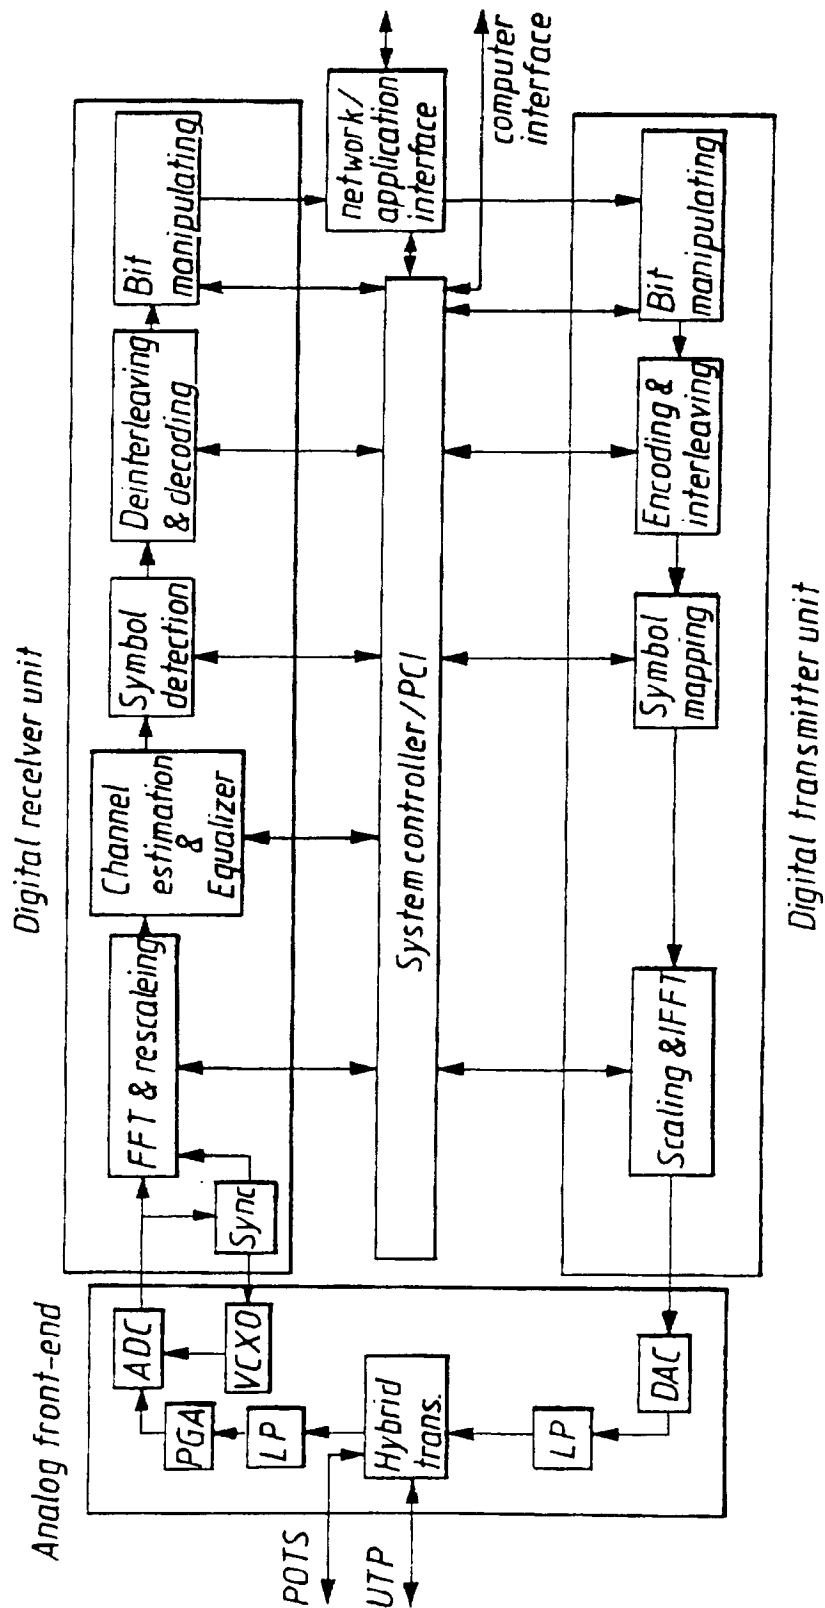 Analog front-end
Digital recelver unit
ADC
PGA
LP
VCXO
Sync
FFT & rescaleing
Channel
estimation
&
Equalizer
Symbol
detection
Deinterleaving
& decoding
Bit
manipulating
POTS
UTP
Hybrid
trans.
System controller/PCI
network/
application
interface
computer
interface
LP
DAC
Scaling & IFFT
Symbol
mapping
Encoding &
interleaving
Bit
manipulating
Digital transmitter unit